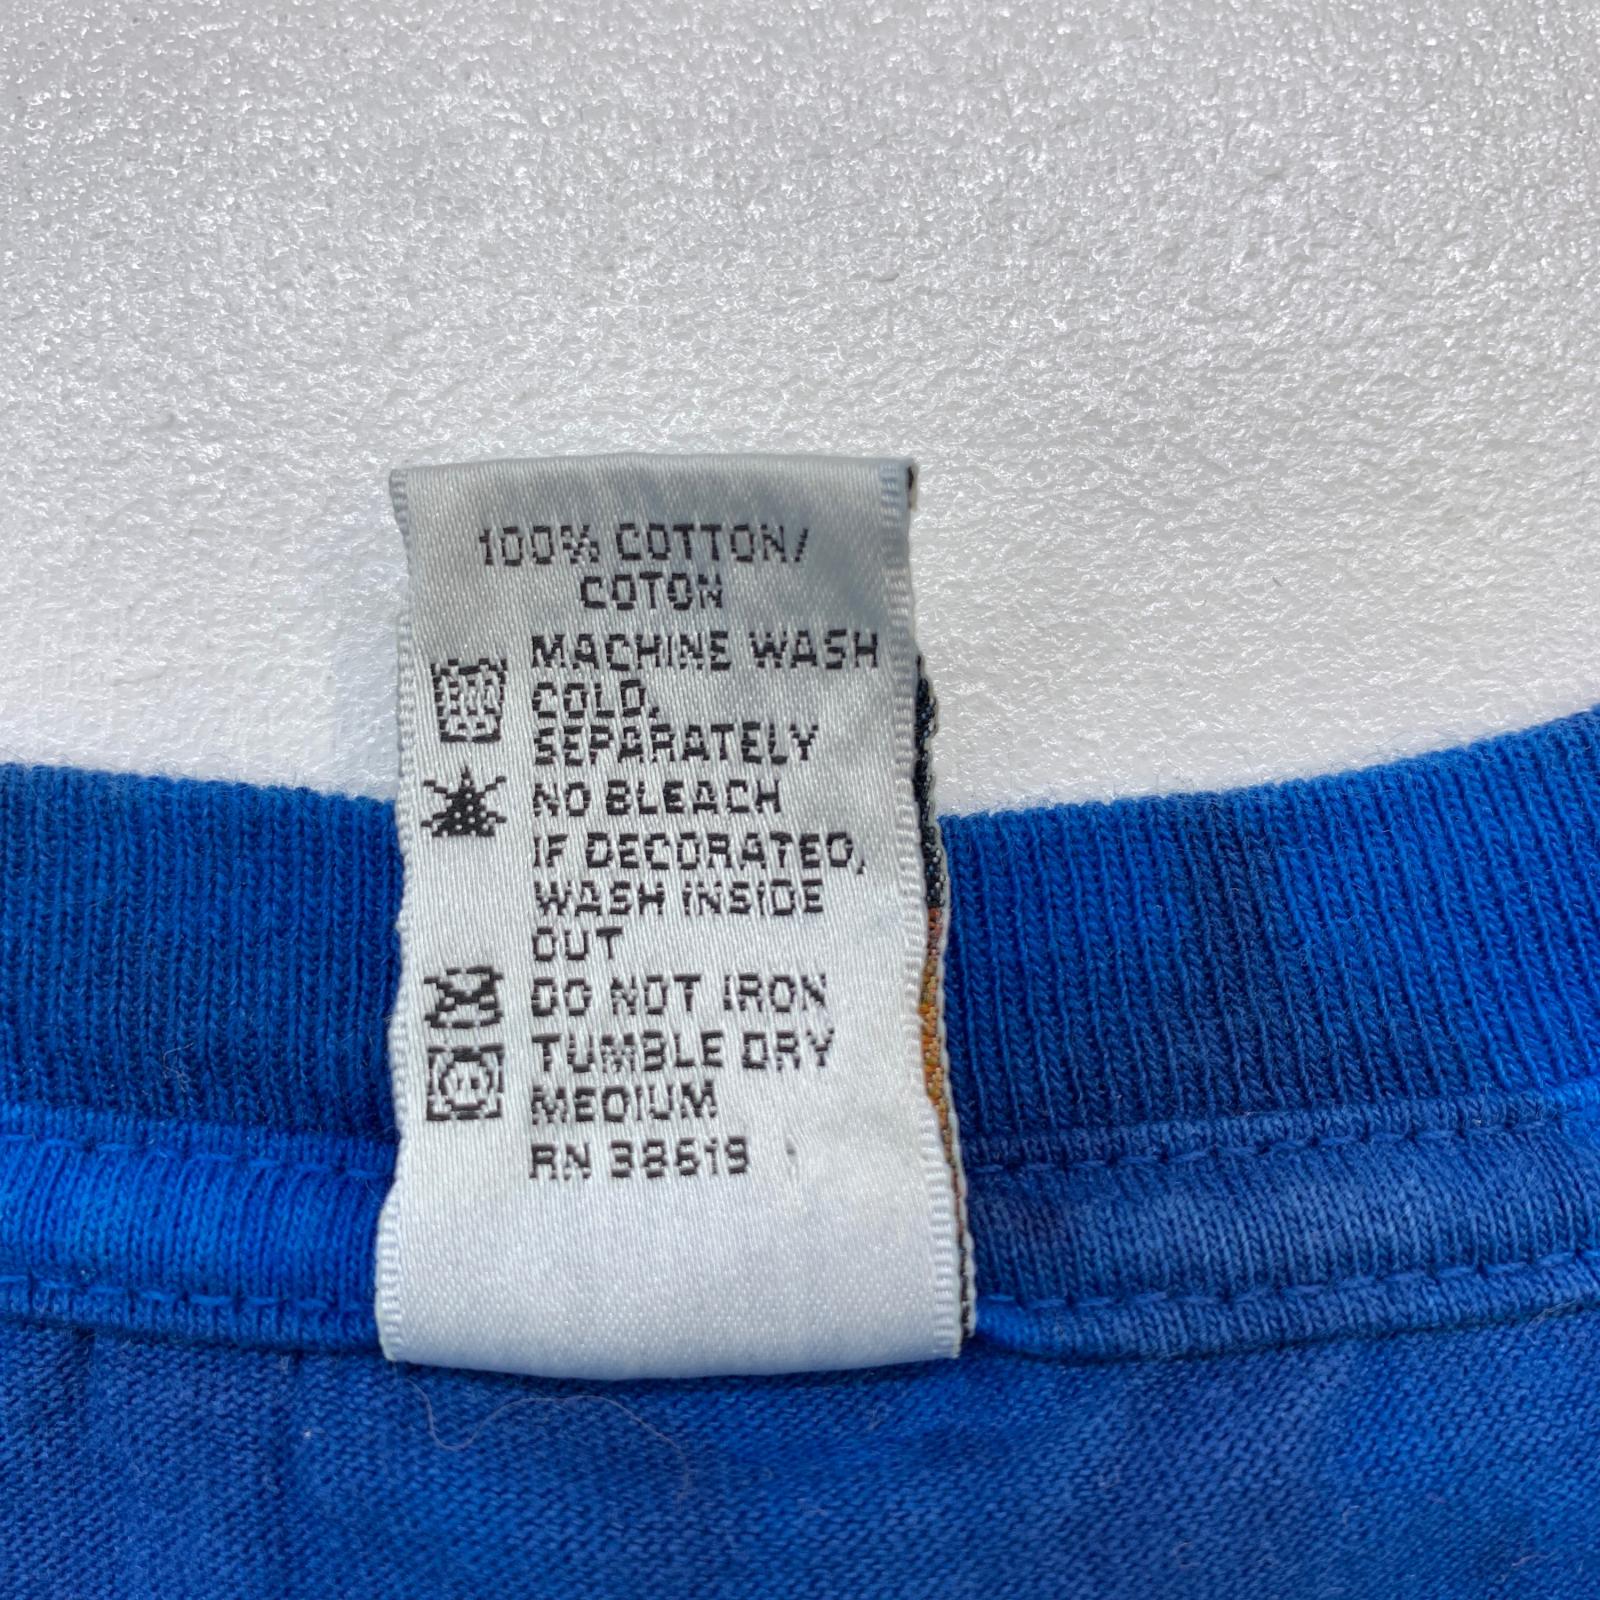 100% COTTON/
COTON
MACHINE WASH
COLD,
SEPARATELY
NO BLEACH
IF DECORATED,
WASH INSIDE
OUT
DO NOT IRON
TUMBLE DRY
MEDIUM
RN 38619